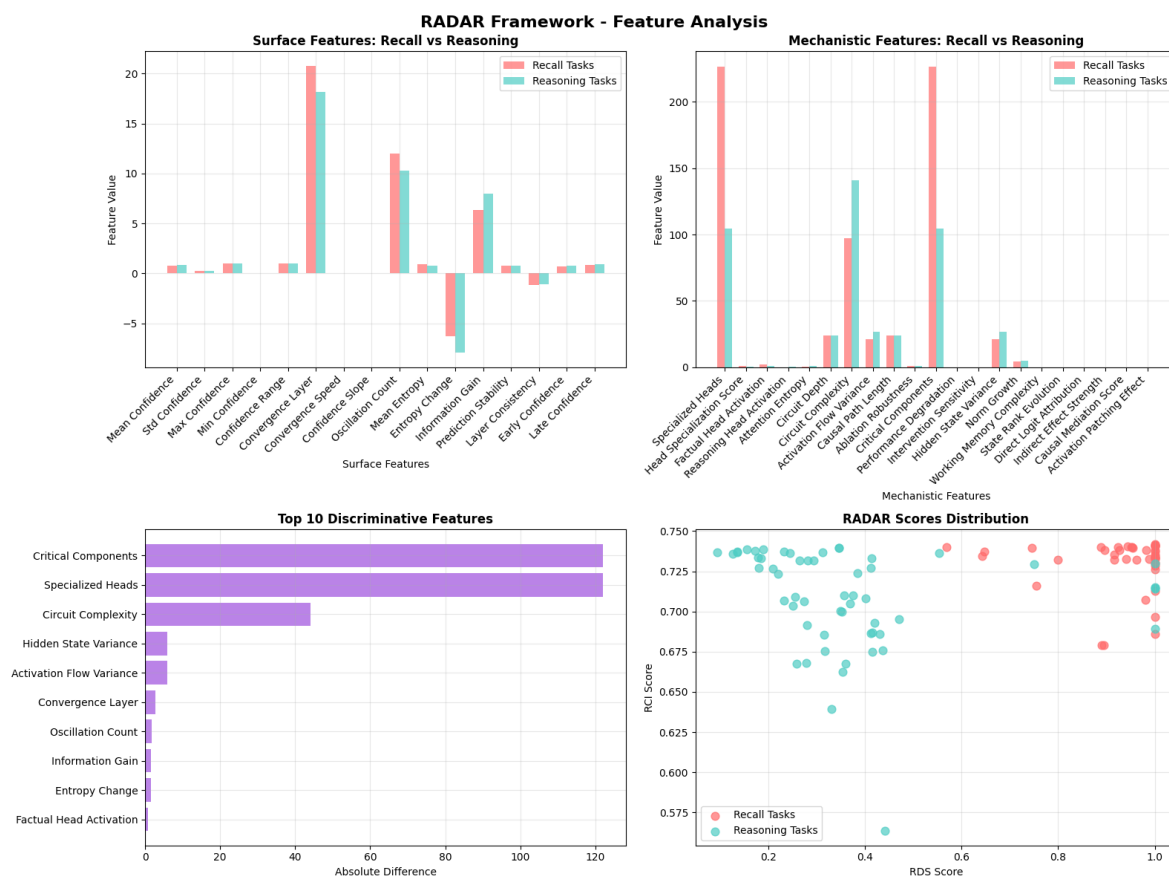 RADAR Framework - Feature Analysis
Surface Features: Recall vs Reasoning
Recall Tasks
Reasoning Tasks
20
15
10
5
0
−5
Feature Value
Mean Confidence
Std Confidence
Max Confidence
Min Confidence
Confidence Range
Convergence Layer
Convergence Speed
Confidence Slope
Oscillation Count
Mean Entropy
Entropy Change
Information Gain
Prediction Stability
Layer Consistency
Early Confidence
Late Confidence
Surface Features
Mechanistic Features: Recall vs Reasoning
Recall Tasks
Reasoning Tasks
200
150
100
50
0
Feature Value
Specialized Heads
Head Specialization Score
Factual Head Activation
Reasoning Head Activation
Attention Entropy
Circuit Depth
Circuit Complexity
Activation Flow Variance
Causal Path Length
Ablation Robustness
Critical Components
Performance Degradation
Intervention Sensitivity
Hidden State Variance
Norm Growth
Working Memory Complexity
State Rank Evolution
Direct Logit Attribution
Indirect Effect Strength
Causal Mediation Score
Activation Patching Effect
Mechanistic Features
Top 10 Discriminative Features
Critical Components
Specialized Heads
Circuit Complexity
Hidden State Variance
Activation Flow Variance
Convergence Layer
Oscillation Count
Information Gain
Entropy Change
Factual Head Activation
0 20 40 60 80 100 120
Absolute Difference
RADAR Scores Distribution
0.750
0.725
0.700
0.675
0.650
0.625
0.600
0.575
RCI Score
Recall Tasks
Reasoning Tasks
0.2 0.4 0.6 0.8 1.0
RDS Score